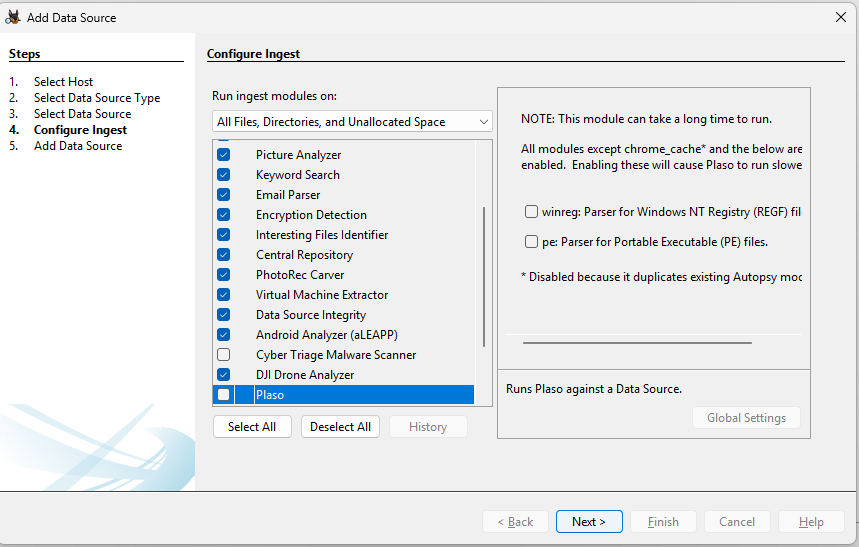 Add Data Source
Steps
1. Select Host
2. Select Data Source Type
3. Select Data Source
4. Configure Ingest
5. Add Data Source
Configure Ingest
Run ingest modules on:
All Files, Directories, and Unallocated Space
Picture Analyzer
Keyword Search
Email Parser
Encryption Detection
Interesting Files Identifier
Central Repository
PhotoRec Carver
Virtual Machine Extractor
Data Source Integrity
Android Analyzer (aLEAPP)
Cyber Triage Malware Scanner
DJI Drone Analyzer
Plaso
Select All
Deselect All
History
NOTE: This module can take a long time to run.
All modules except chrome_cache* and the below are
enabled. Enabling these will cause Plaso to run slowe
winreg: Parser for Windows NT Registry (REGF) fil
pe: Parser for Portable Executable (PE) files.
* Disabled because it duplicates existing Autopsy moc
Runs Plaso against a Data Source.
Global Settings
< Back
Next >
Finish
Cancel
Help